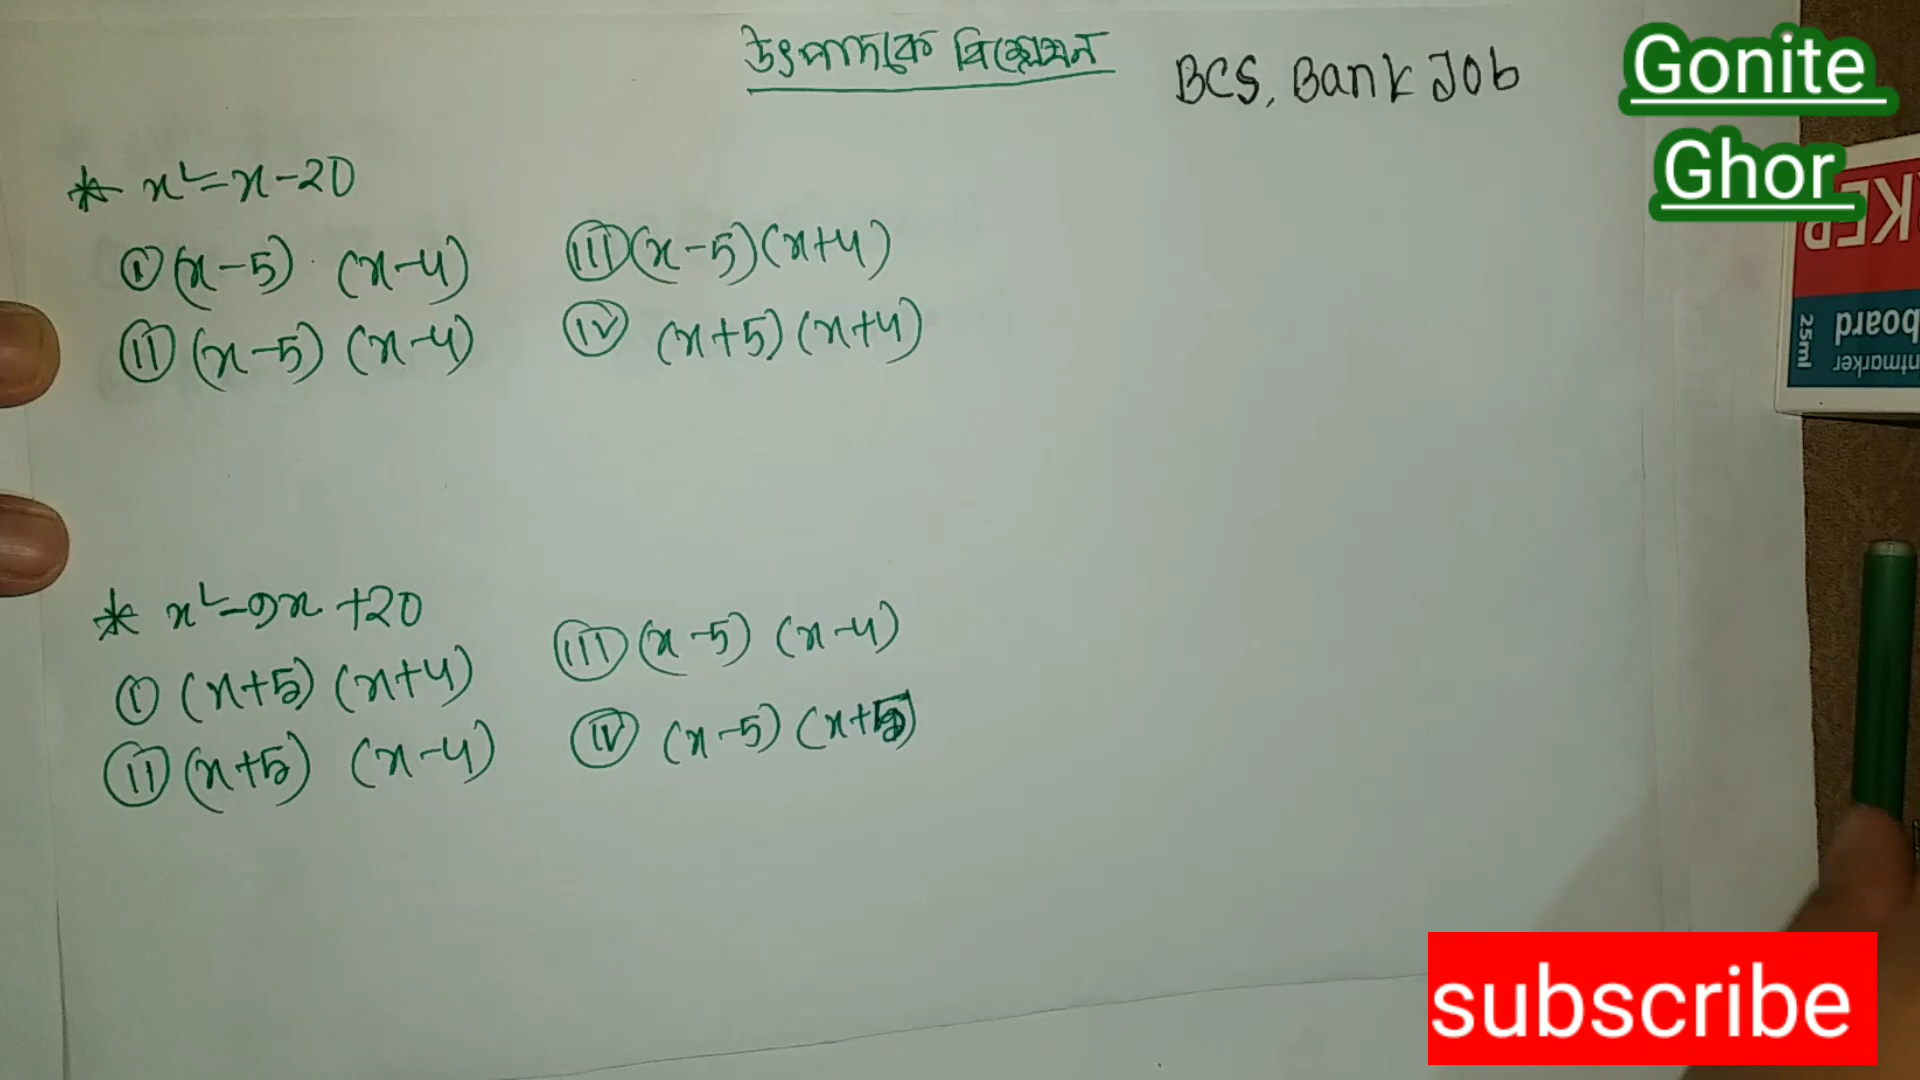 উৎপাদকে বিশ্লেষন
BCS, Bank Job
Gonite
Ghor
* x²-x-20
(i) (x-5) (x-4)
(ii) (x-5) (x-4)
(iii) (x-5)(x+4)
(iv) (x+5)(x+4)
* x²-9x+20
(i) (x+5) (x+4)
(ii) (x+5) (x-4)
(iii) (x-5) (x-4)
(iv) (x-5) (x+5)
board
25ml
subscribe